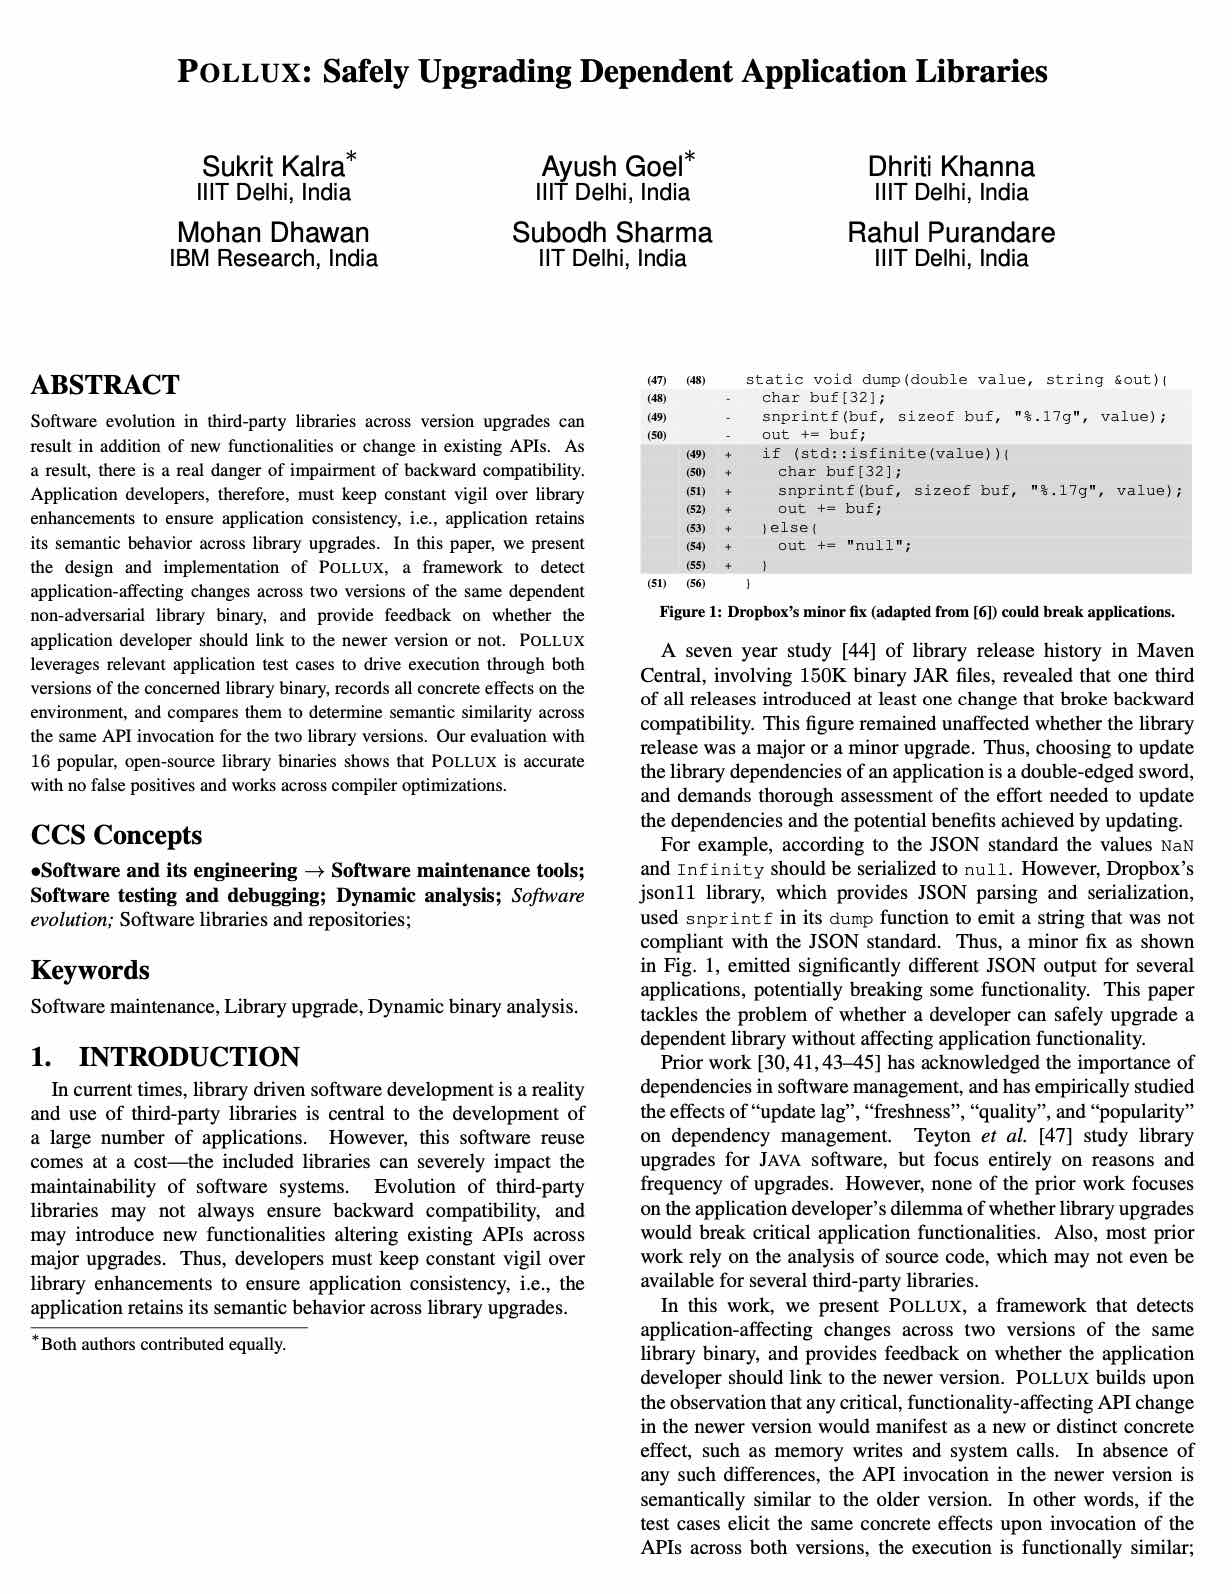 POLLUX: Safely Upgrading Dependent Application Libraries
Sukrit Kalra*
IIIT Delhi, India
Ayush Goel*
IIIT Delhi, India
Dhriti Khanna
IIIT Delhi, India
Mohan Dhawan
IBM Research, India
Subodh Sharma
IIT Delhi, India
Rahul Purandare
IIIT Delhi, India
ABSTRACT
Software evolution in third-party libraries across version upgrades can
result in addition of new functionalities or change in existing APIs. As
a result, there is a real danger of impairment of backward compatibility.
Application developers, therefore, must keep constant vigil over library
enhancements to ensure application consistency, i.e., application retains
its semantic behavior across library upgrades. In this paper, we present
the design and implementation of POLLUX, a framework to detect
application-affecting changes across two versions of the same dependent
non-adversarial library binary, and provide feedback on whether the
application developer should link to the newer version or not. POLLUX
leverages relevant application test cases to drive execution through both
versions of the concerned library binary, records all concrete effects on the
environment, and compares them to determine semantic similarity across
the same API invocation for the two library versions. Our evaluation with
16 popular, open-source library binaries shows that POLLUX is accurate
with no false positives and works across compiler optimizations.
CCS Concepts
•Software and its engineering → Software maintenance tools;
Software testing and debugging; Dynamic analysis; Software
evolution; Software libraries and repositories;
Keywords
Software maintenance, Library upgrade, Dynamic binary analysis.
1. INTRODUCTION
In current times, library driven software development is a reality
and use of third-party libraries is central to the development of
a large number of applications. However, this software reuse
comes at a cost—the included libraries can severely impact the
maintainability of software systems. Evolution of third-party
libraries may not always ensure backward compatibility, and
may introduce new functionalities altering existing APIs across
major upgrades. Thus, developers must keep constant vigil over
library enhancements to ensure application consistency, i.e., the
application retains its semantic behavior across library upgrades.
*Both authors contributed equally.
(47) (48) static void dump(double value, string &out){
(48) - char buf[32];
(49) - snprintf(buf, sizeof buf, "%.17g", value);
(50) - out += buf;
(49) + if (std::isfinite(value)){
(50) + char buf[32];
(51) + snprintf(buf, sizeof buf, "%.17g", value);
(52) + out += buf;
(53) + }else{
(54) + out += "null";
(55) + }
(51) (56) }
Figure 1: Dropbox's minor fix (adapted from [6]) could break applications.
A seven year study [44] of library release history in Maven
Central, involving 150K binary JAR files, revealed that one third
of all releases introduced at least one change that broke backward
compatibility. This figure remained unaffected whether the library
release was a major or a minor upgrade. Thus, choosing to update
the library dependencies of an application is a double-edged sword,
and demands thorough assessment of the effort needed to update
the dependencies and the potential benefits achieved by updating.
For example, according to the JSON standard the values NaN
and Infinity should be serialized to null. However, Dropbox's
json11 library, which provides JSON parsing and serialization,
used snprintf in its dump function to emit a string that was not
compliant with the JSON standard. Thus, a minor fix as shown
in Fig. 1, emitted significantly different JSON output for several
applications, potentially breaking some functionality. This paper
tackles the problem of whether a developer can safely upgrade a
dependent library without affecting application functionality.
Prior work [30, 41, 43–45] has acknowledged the importance of
dependencies in software management, and has empirically studied
the effects of “update lag”, “freshness”, “quality”, and “popularity”
on dependency management. Teyton et al. [47] study library
upgrades for JAVA software, but focus entirely on reasons and
frequency of upgrades. However, none of the prior work focuses
on the application developer's dilemma of whether library upgrades
would break critical application functionalities. Also, most prior
work rely on the analysis of source code, which may not even be
available for several third-party libraries.
In this work, we present POLLUX, a framework that detects
application-affecting changes across two versions of the same
library binary, and provides feedback on whether the application
developer should link to the newer version. POLLUX builds upon
the observation that any critical, functionality-affecting API change
in the newer version would manifest as a new or distinct concrete
effect, such as memory writes and system calls. In absence of
any such differences, the API invocation in the newer version is
semantically similar to the older version. In other words, if the
test cases elicit the same concrete effects upon invocation of the
APIs across both versions, the execution is functionally similar;